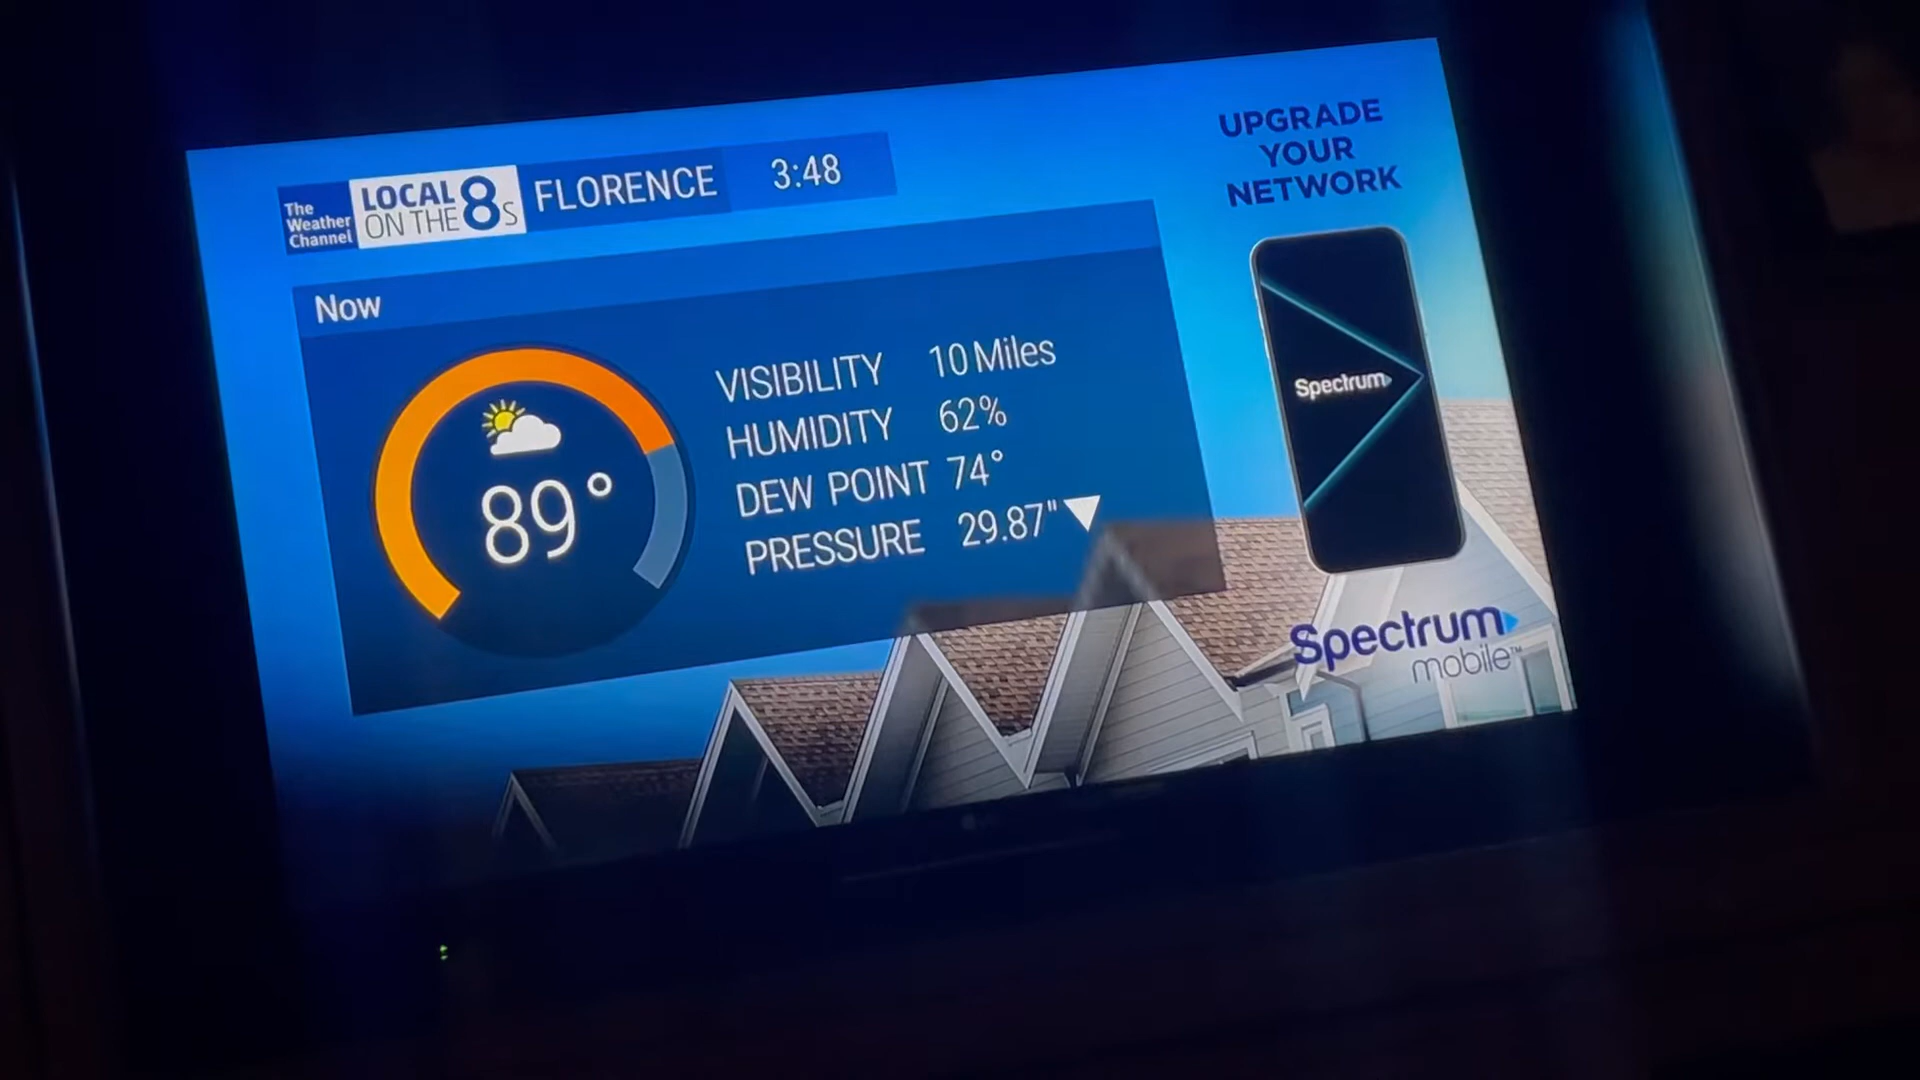 The
Weather
Channel
LOCAL
ON THE 8s
FLORENCE 3:48
UPGRADE
YOUR
NETWORK
Now
89°
VISIBILITY 10 Miles
HUMIDITY 62%
DEW POINT 74°
PRESSURE 29.87"
Spectrum
Spectrum
mobile™